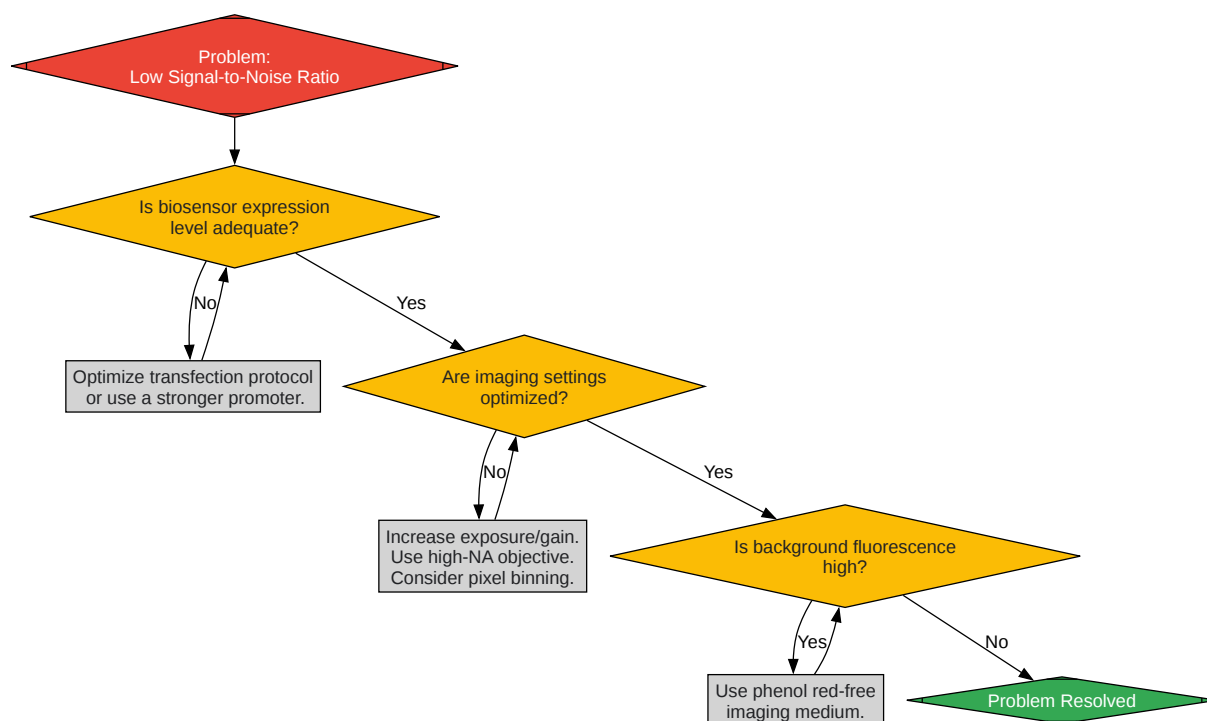 Problem:
Low Signal-to-Noise Ratio
Is biosensor expression
level adequate?
No
Yes
Optimize transfection protocol
or use a stronger promoter.
Are imaging settings
optimized?
No
Yes
Increase exposure/gain.
Use high-NA objective.
Consider pixel binning.
Is background fluorescence
high?
Yes
No
Use phenol red-free
imaging medium.
Problem Resolved